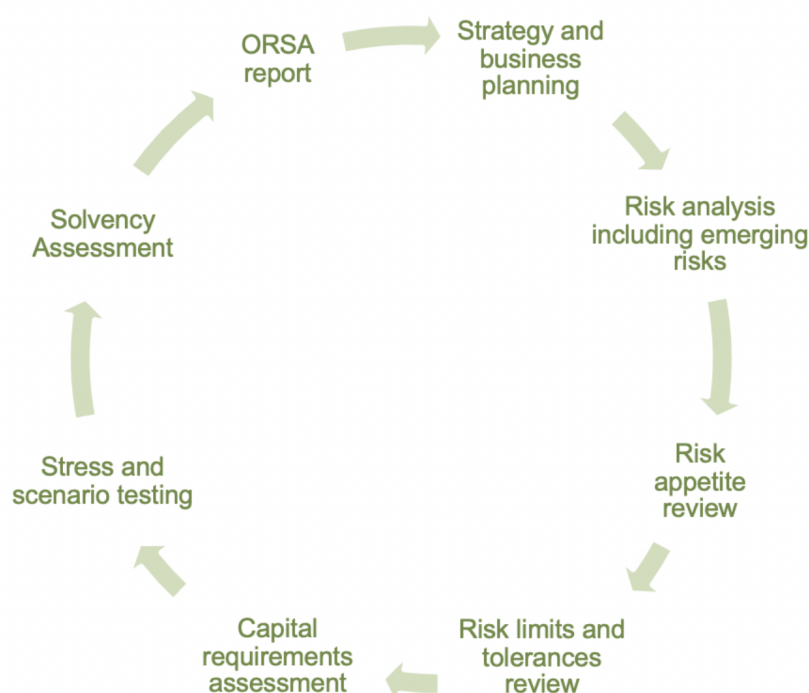 ORSA
report
Strategy and
business
planning
Risk analysis
including emerging
risks
Risk
appetite
review
Risk limits and
tolerances
review
Capital
requirements
assessment
Stress and
scenario testing
Solvency
Assessment